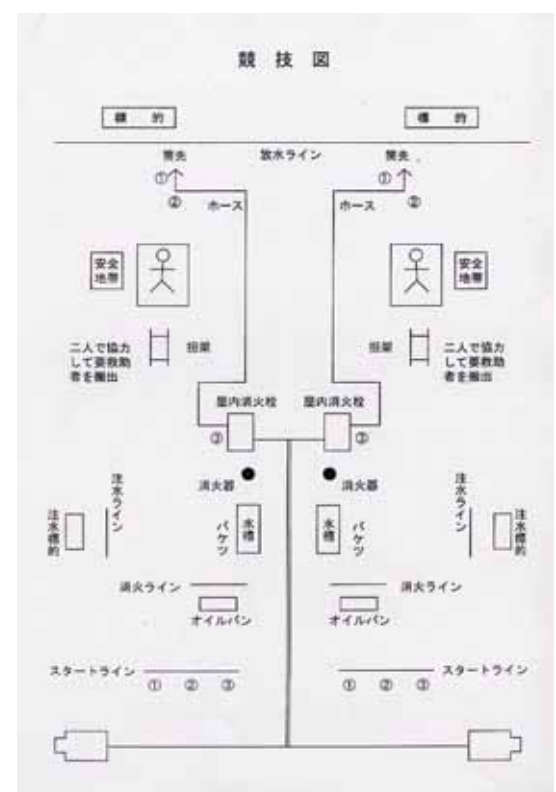 競 技 図
標 的
標 的
放水ライン
筒先
筒先
①
①
②
②
ホース
ホース
安全
地帯
安全
地帯
二人で協力
して要救助
者を搬出
担架
担架
二人で協力
して要救助
者を搬出
屋内消火栓
屋内消火栓
③
③
消火器
消火器
注水ライン
注水標的
バケツ
水槽
水槽
バケツ
注水ライン
注水標的
消火ライン
消火ライン
オイルパン
オイルパン
スタートライン
スタートライン
① ② ③
① ② ③